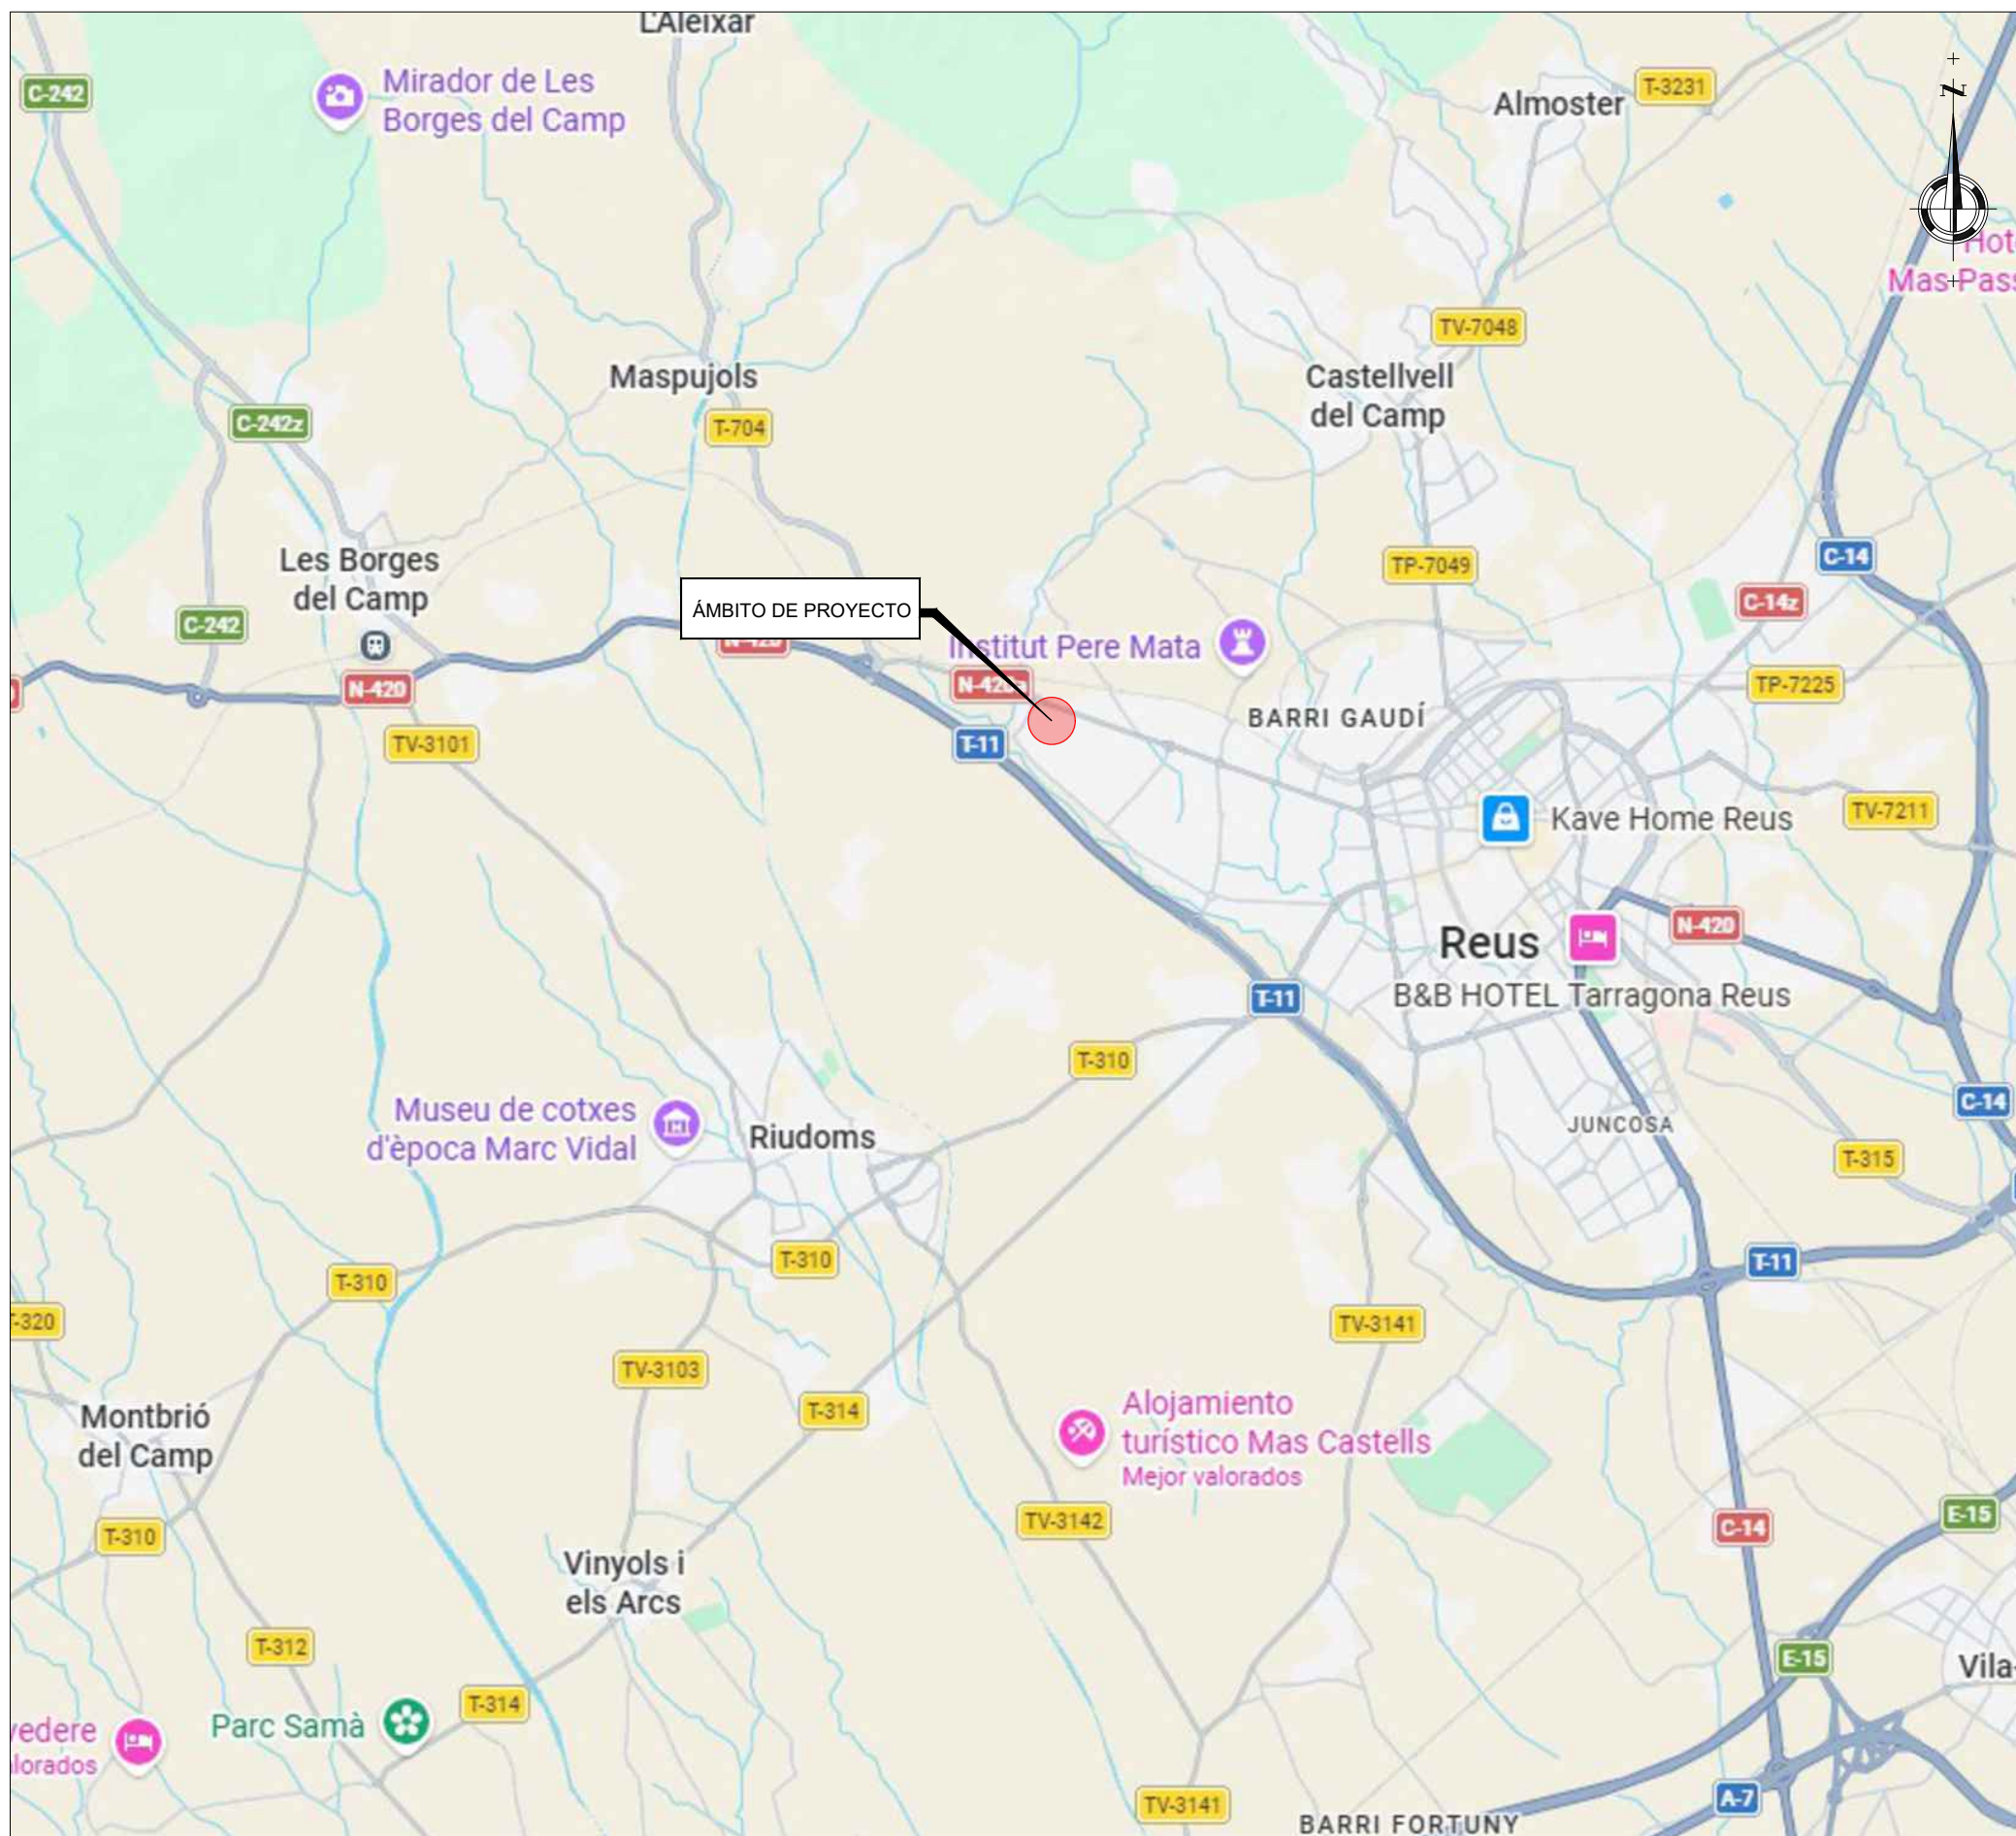 L'Aleixar
C-242
Mirador de Les
Borges del Camp
Almoster
T-3231
N
Mas Pass
TV-7048
Maspujols
T-704
Castellvell
del Camp
C-242z
Les Borges
del Camp
C-242
TP-7049
C-14
C-14z
ÁMBITO DE PROYECTO
Institut Pere Mata
N-420
N-420a
TP-7225
BARRI GAUDÍ
TV-3101
T-11
Kave Home Reus
TV-7211
Reus
N-420
B&B HOTEL Tarragona Reus
T-11
T-310
C-14
Museu de cotxes
d'època Marc Vidal
Riudoms
JUNCOSA
T-315
T-310
T-310
T-11
T-320
TV-3141
TV-3103
T-314
Alojamiento
turístico Mas Castells
Mejor valorados
Montbrió
del Camp
TV-3142
T-310
E-15
C-14
Vinyols i
els Arcs
T-312
E-15
Vila-
T-314
Parc Samà
vedere
lorados
TV-3141
A-7
BARRI FORTUNY